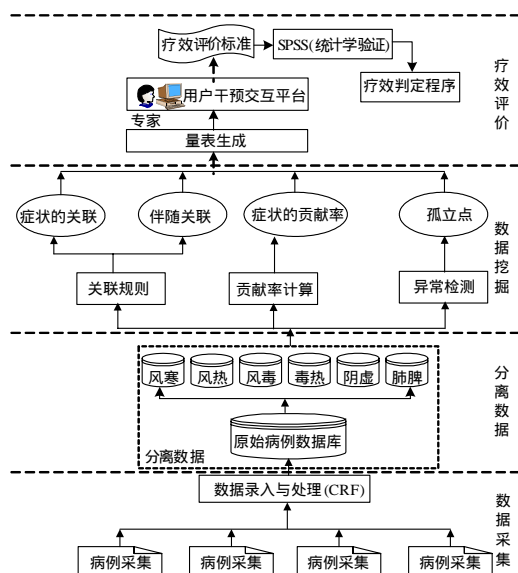 疗效评价标准
SPSS(统计学验证)
疗效判定程序
用户干预交互平台
专家
量表生成
疗效评价
症状的关联
伴随关联
症状的贡献率
孤立点
关联规则
贡献率计算
异常检测
数据挖掘
风寒
风热
风毒
毒热
阴虚
肺脾
原始病例数据库
分离数据
分离数据
数据录入与处理(CRF)
病例采集
病例采集
病例采集
病例采集
数据采集